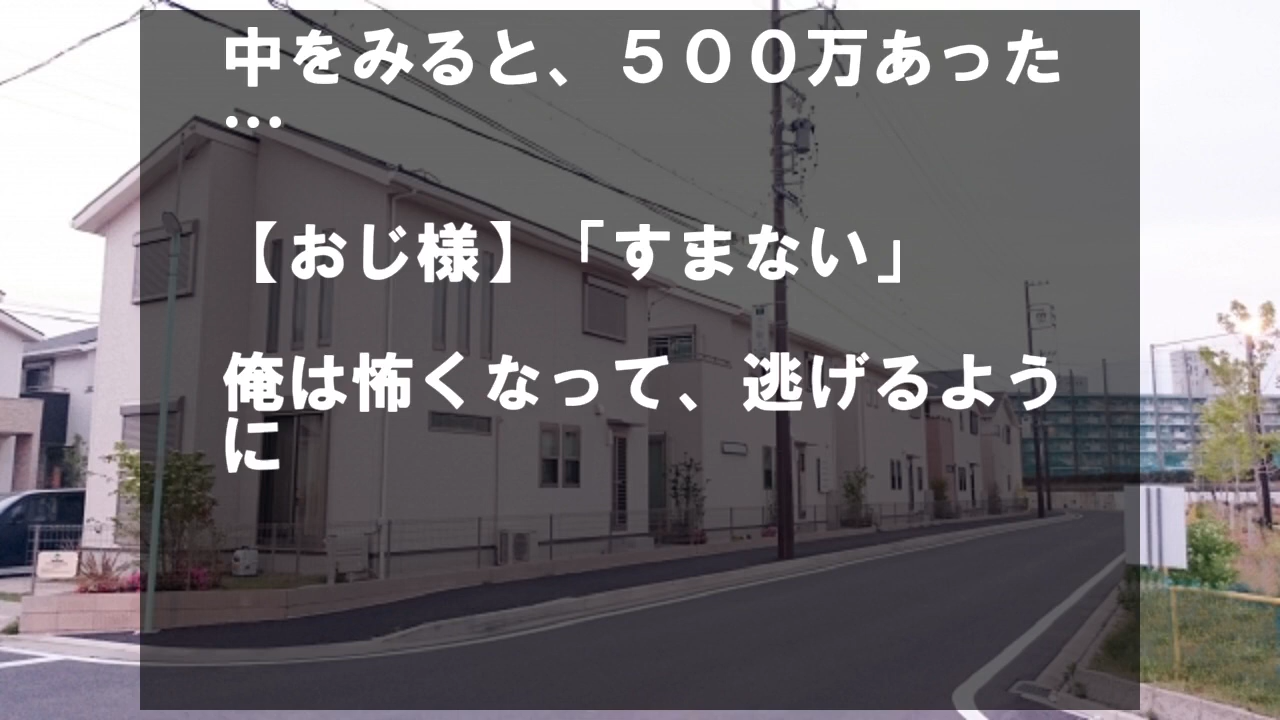 中をみると、５００万あった
…
【おじ様】「すまない」
俺は怖くなって、逃げるよう
に